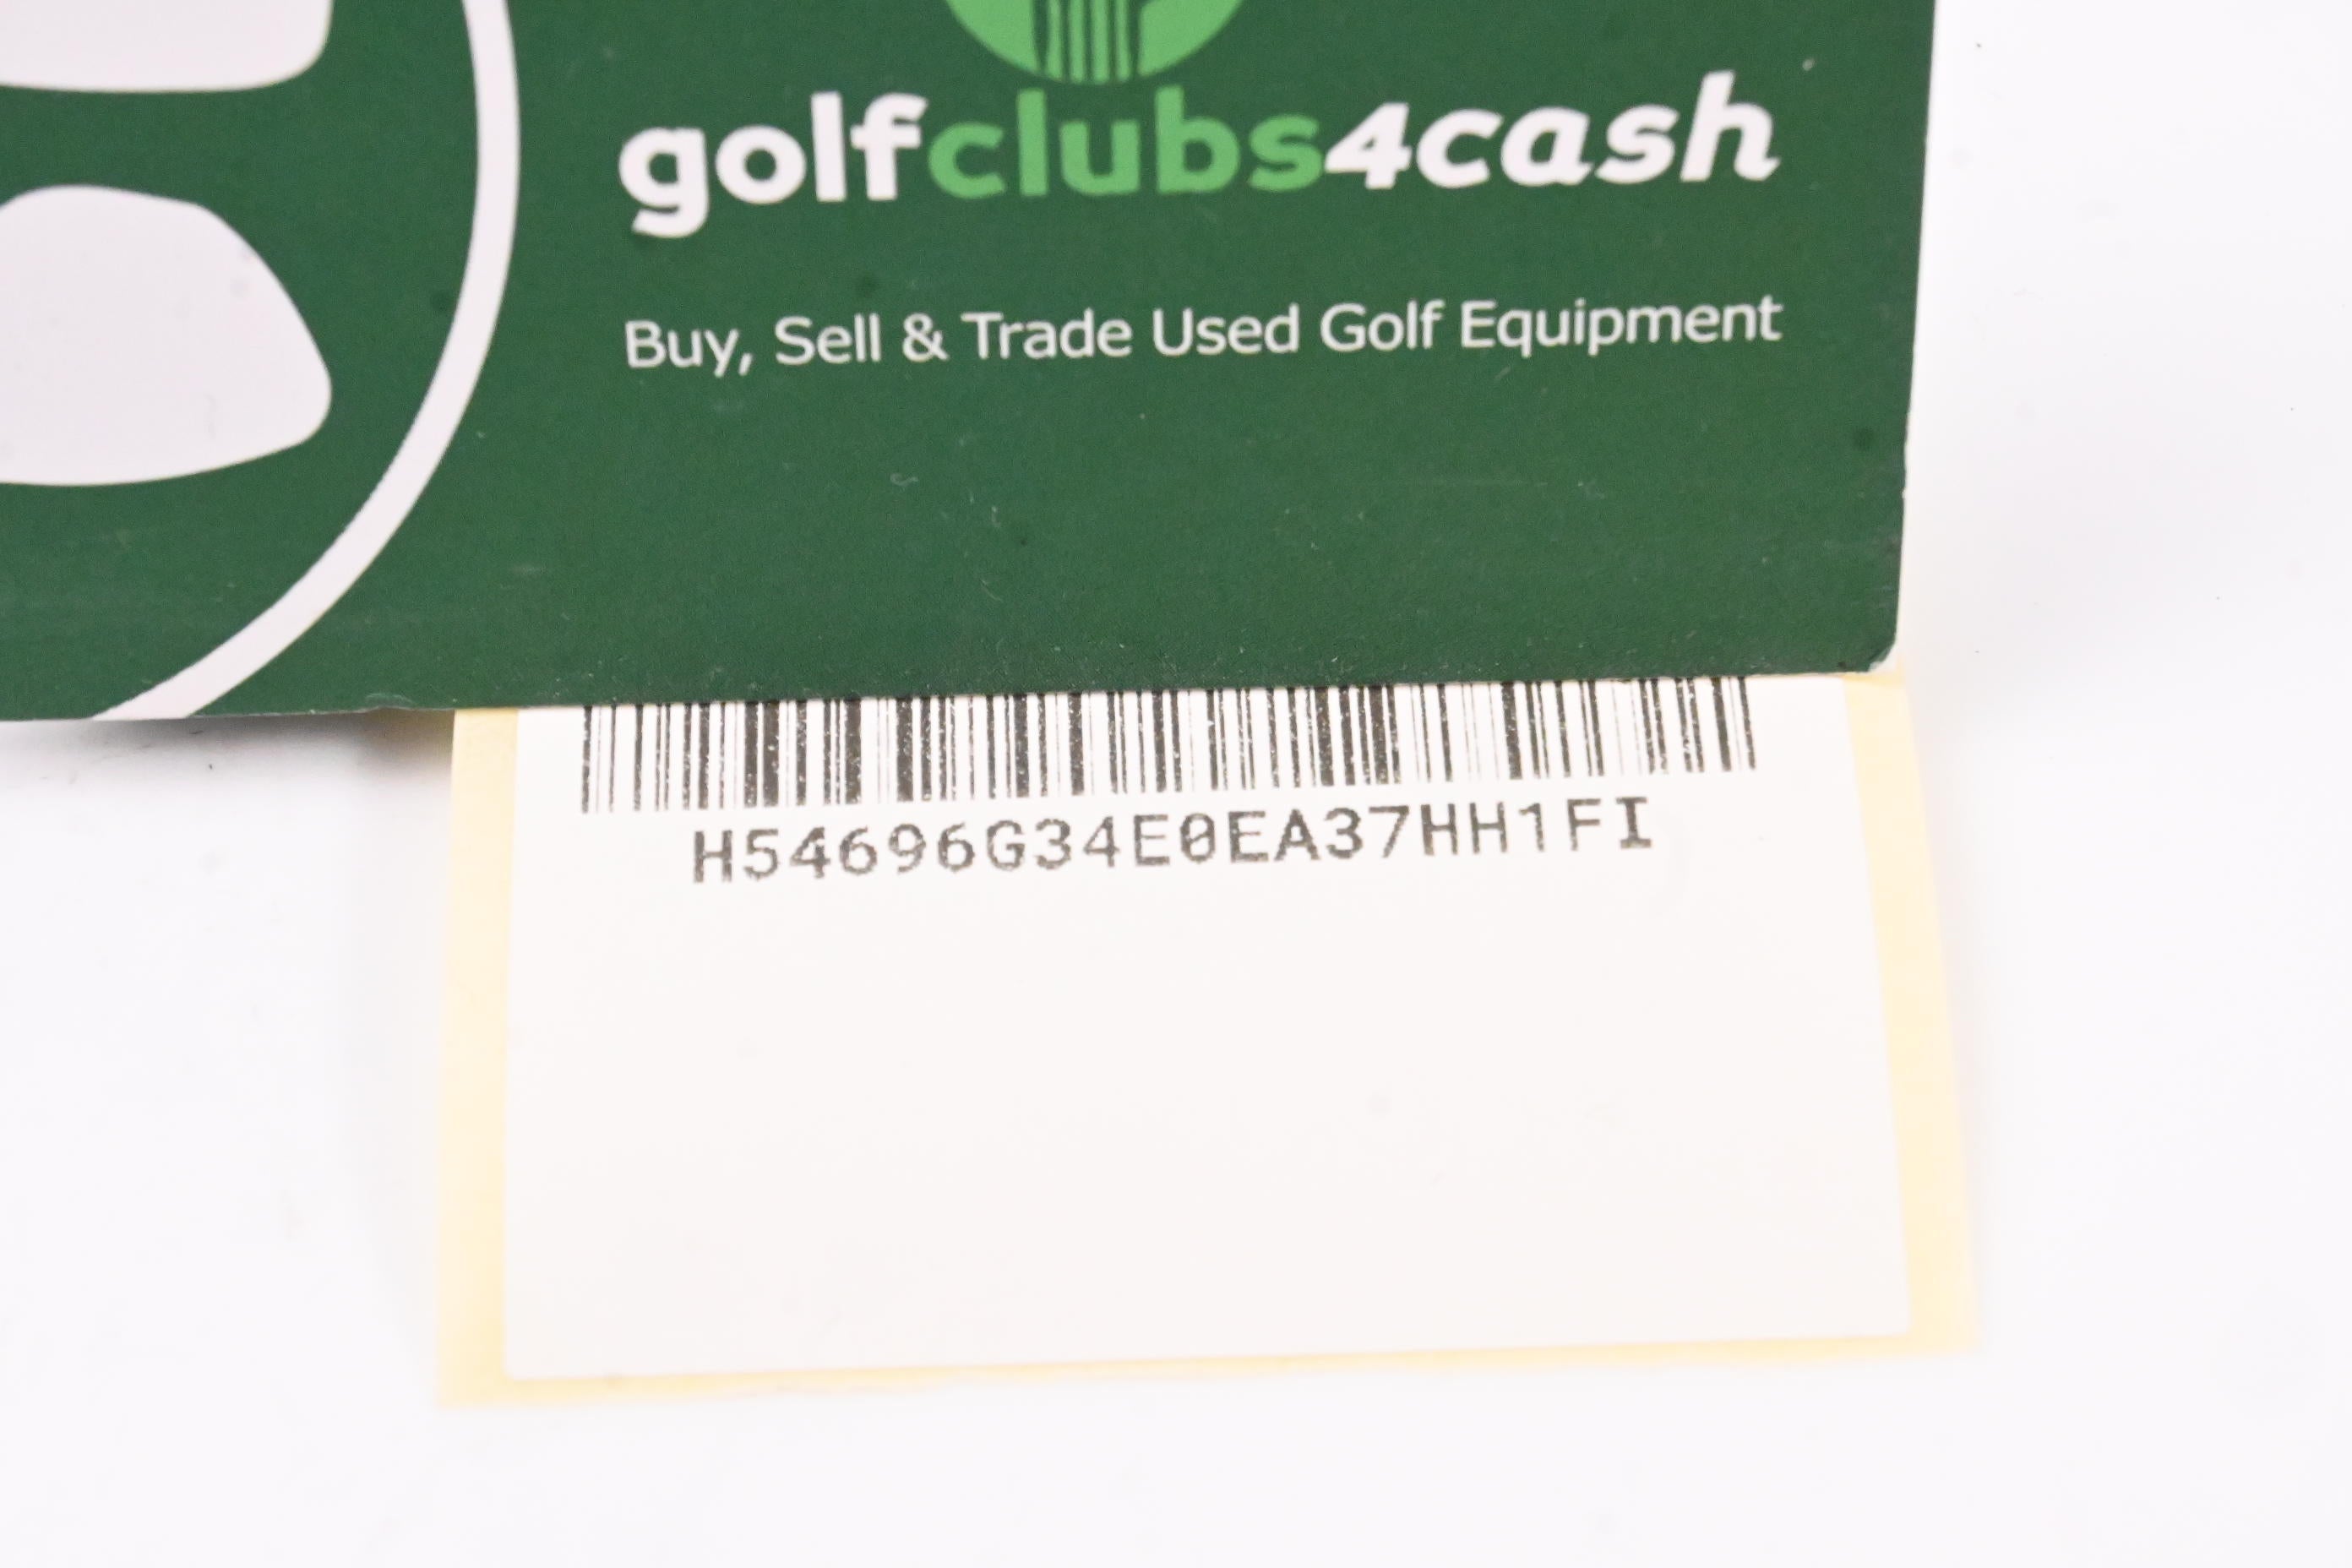 golfclubs4cash
Buy, Sell & Trade Used Golf Equipment
H54696G34E0EA37HH1FI